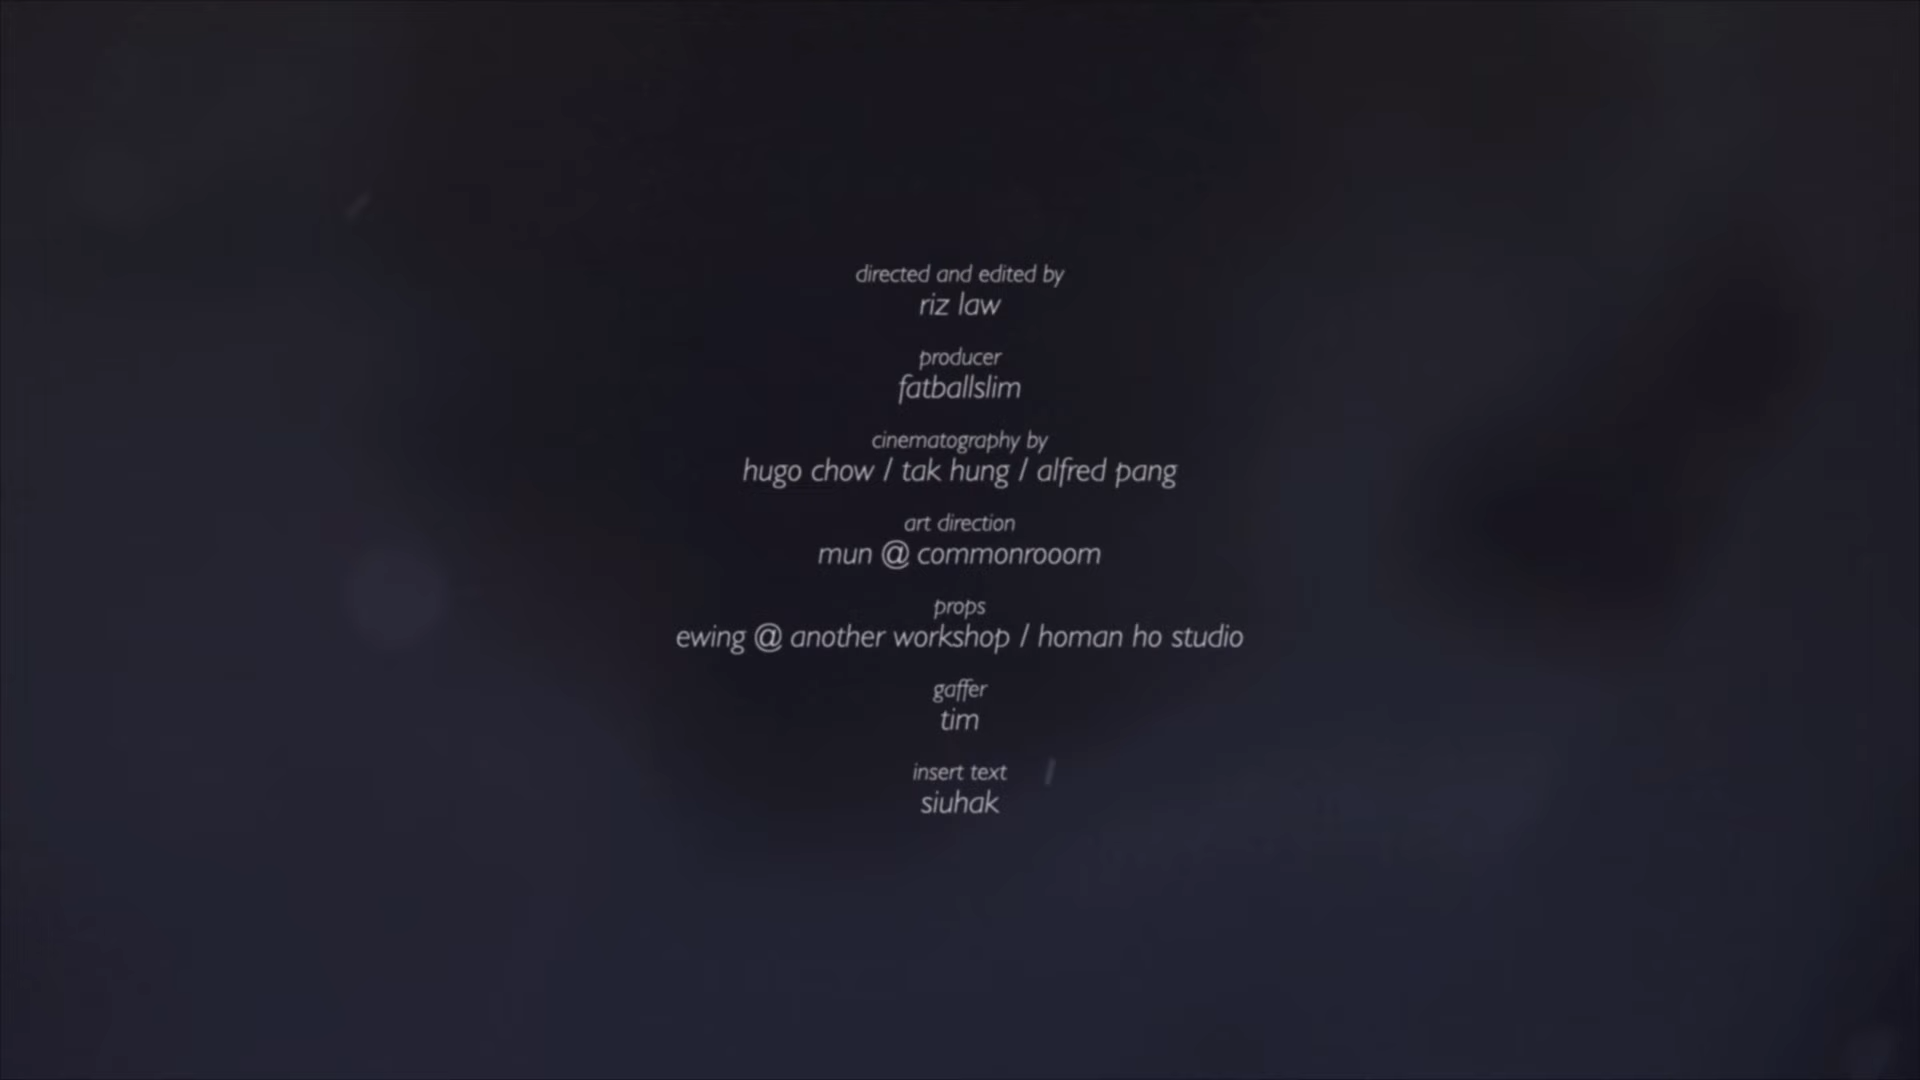 directed and edited by
riz law
producer
fatballslim
cinematography by
hugo chow / tak hung / alfred pang
art direction
mun @ commonrooom
props
ewing @ another workshop / homan ho studio
gaffer
tim
insert text
siuhak